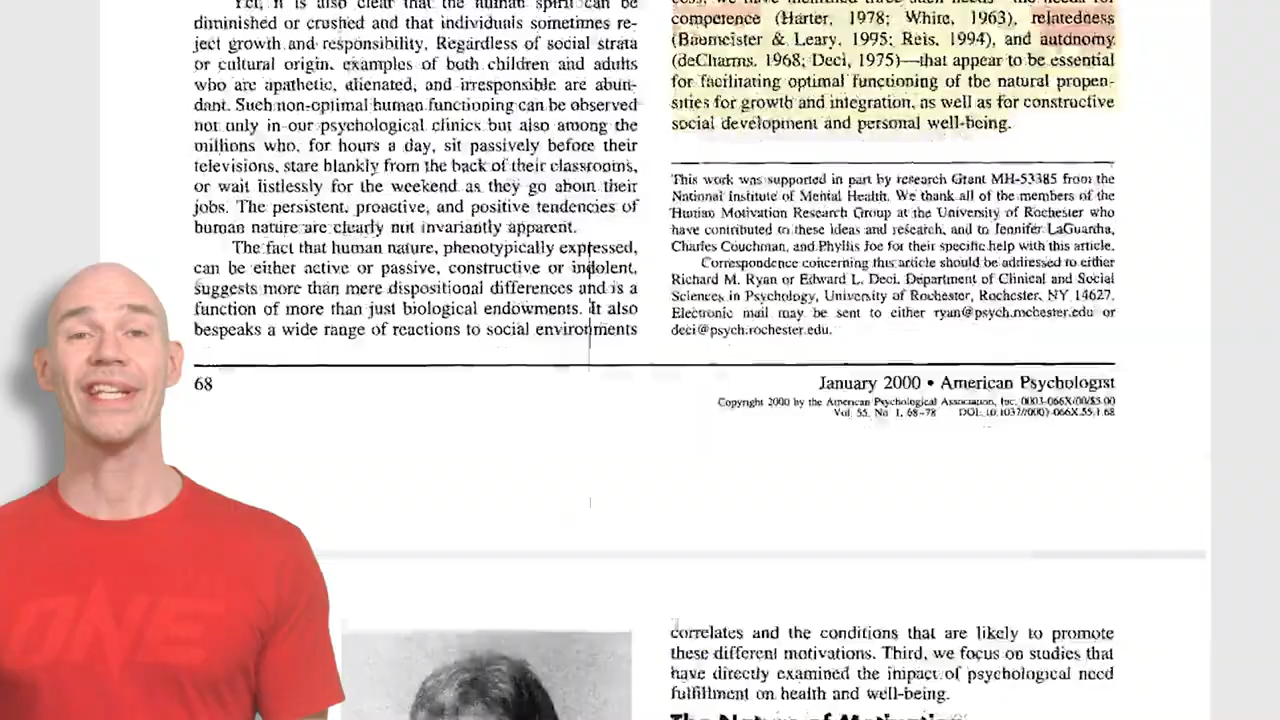 Yet, it is also clear that the human spirit can be
diminished or crushed and that individuals sometimes re-
ject growth and responsibility. Regardless of social strata
or cultural origin, examples of both children and adults
who are apathetic, alienated, and irresponsible are abun-
dant. Such non-optimal human functioning can be observed
not only in our psychological clinics but also among the
millions who, for hours a day, sit passively before their
televisions, stare blankly from the back of their classrooms,
or wait listlessly for the weekend as they go about their
jobs. The persistent, proactive, and positive tendencies of
human nature are clearly not invariantly apparent.
The fact that human nature, phenotypically expressed,
can be either active or passive, constructive or indolent,
suggests more than mere dispositional differences and is a
function of more than just biological endowments. It also
bespeaks a wide range of reactions to social environments
we have identified three such needs—the needs for
competence (Harter, 1978; White, 1963), relatedness
(Baumeister & Leary, 1995; Reis, 1994), and autonomy
(deCharms, 1968; Deci, 1975)—that appear to be essential
for facilitating optimal functioning of the natural propen-
sities for growth and integration, as well as for constructive
social development and personal well-being.
This work was supported in part by research Grant MH-53385 from the
National Institute of Mental Health. We thank all of the members of the
Human Motivation Research Group at the University of Rochester who
have contributed to these ideas and research, and to Jennifer LaGuardia,
Charles Couchman, and Phyllis Joe for their specific help with this article.
Correspondence concerning this article should be addressed to either
Richard M. Ryan or Edward L. Deci, Department of Clinical and Social
Sciences in Psychology, University of Rochester, Rochester, NY 14627.
Electronic mail may be sent to either ryan@psych.rochester.edu or
deci@psych.rochester.edu.
68
January 2000 • American Psychologist
Copyright 2000 by the American Psychological Association, Inc. 0003-066X/00/$5.00
Vol. 55, No. 1, 68-78 DOI: 10.1037//0003-066X.55.1.68
ONE
correlates and the conditions that are likely to promote
these different motivations. Third, we focus on studies that
have directly examined the impact of psychological need
fulfillment on health and well-being.
The Nature of Motivation